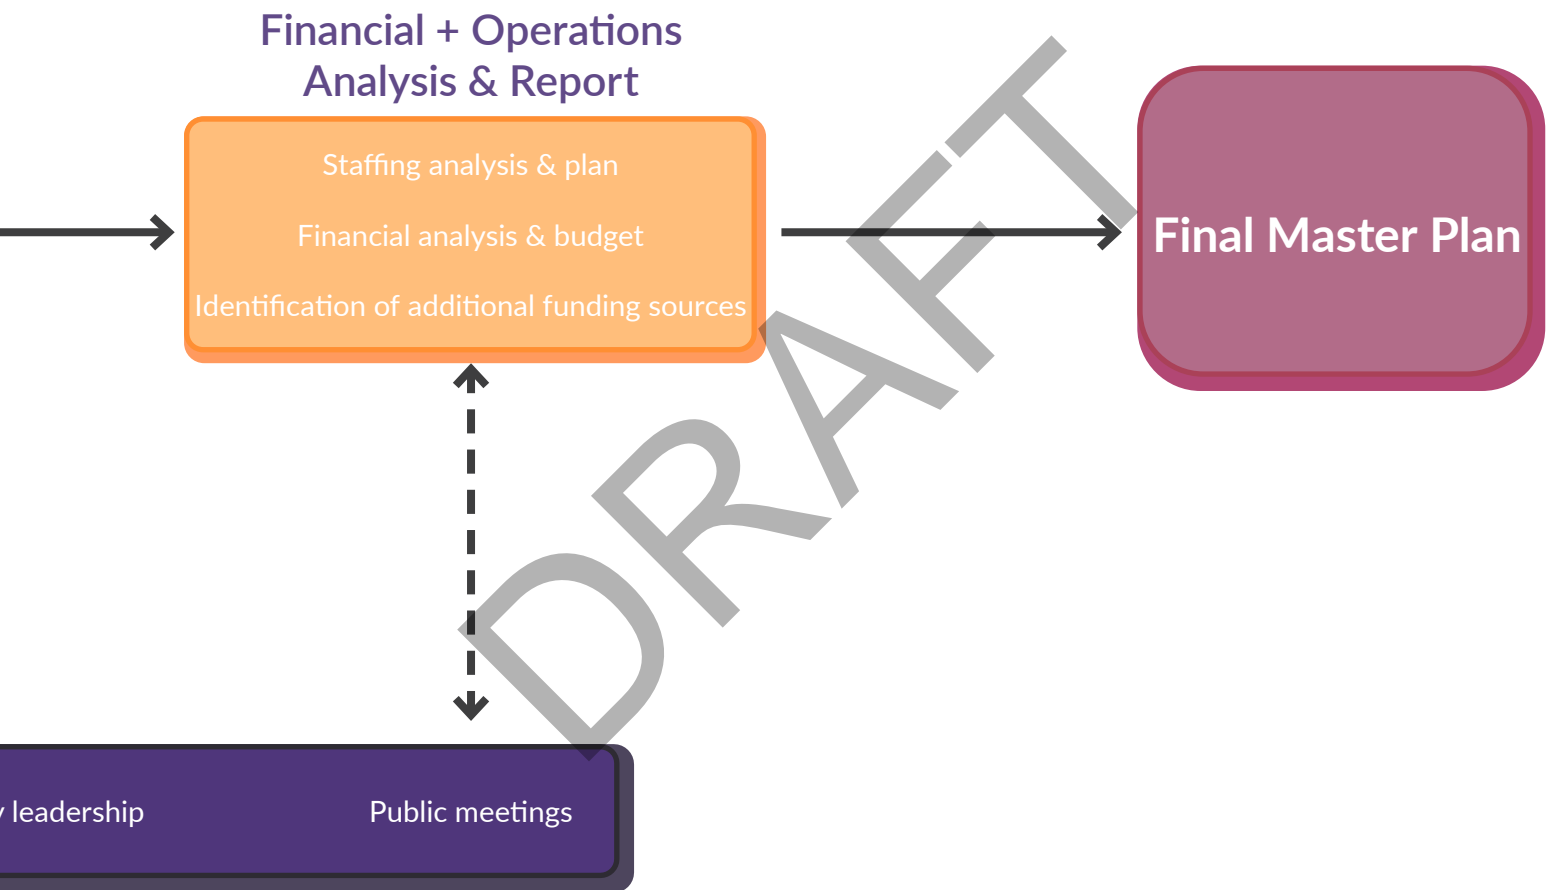 Financial + Operations
Analysis & Report
Staffing analysis & plan
Financial analysis & budget
Identification of additional funding sources
Final Master Plan
DRAFT
leadership
Public meetings